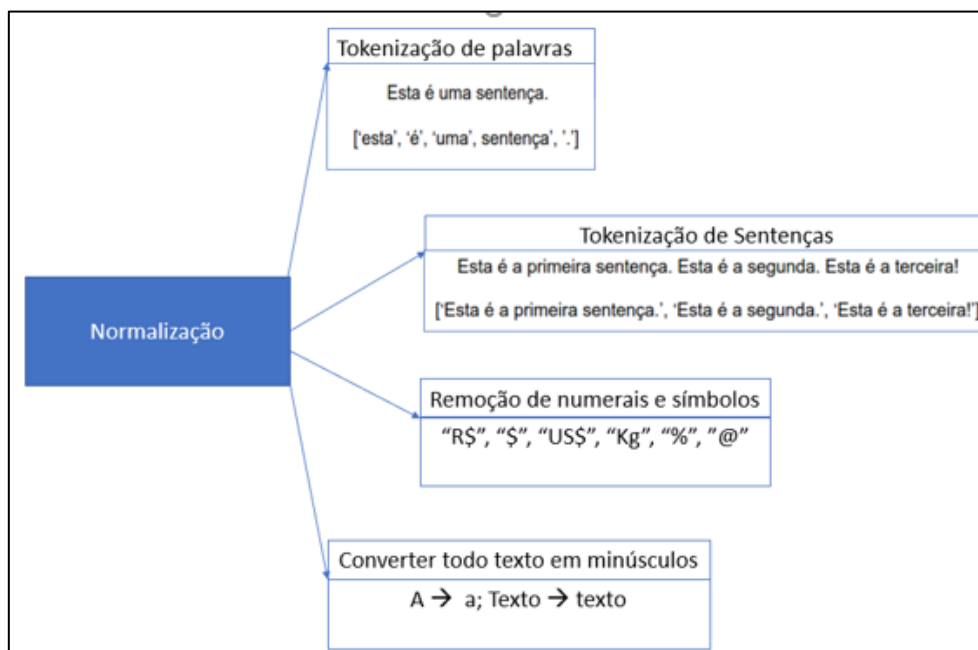 Tokenização de palavras
Esta é uma sentença.
['esta', 'é', 'uma', sentença', '.']
Tokenização de Sentenças
Esta é a primeira sentença. Esta é a segunda. Esta é a terceira!
['Esta é a primeira sentença.', 'Esta é a segunda.', 'Esta é a terceira!']
Normalização
Remoção de numerais e símbolos
“R$”, “$”, “US$”, “Kg”, “%”, ”@”
Converter todo texto em minúsculos
A → a; Texto → texto